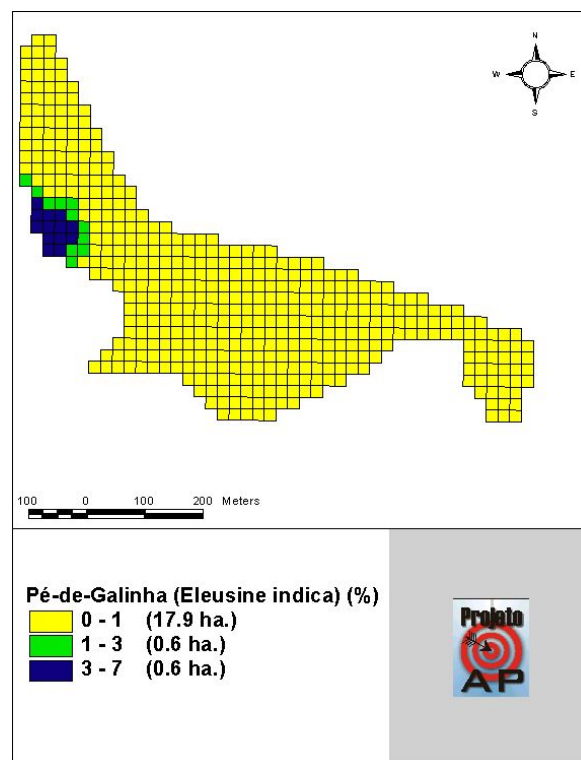 N
W E
S
100 0 100 200 Meters
Pé-de-Galinha (Eleusine indica) (%)
0 - 1 (17.9 ha.)
1 - 3 (0.6 ha.)
3 - 7 (0.6 ha.)
Projeto
AP